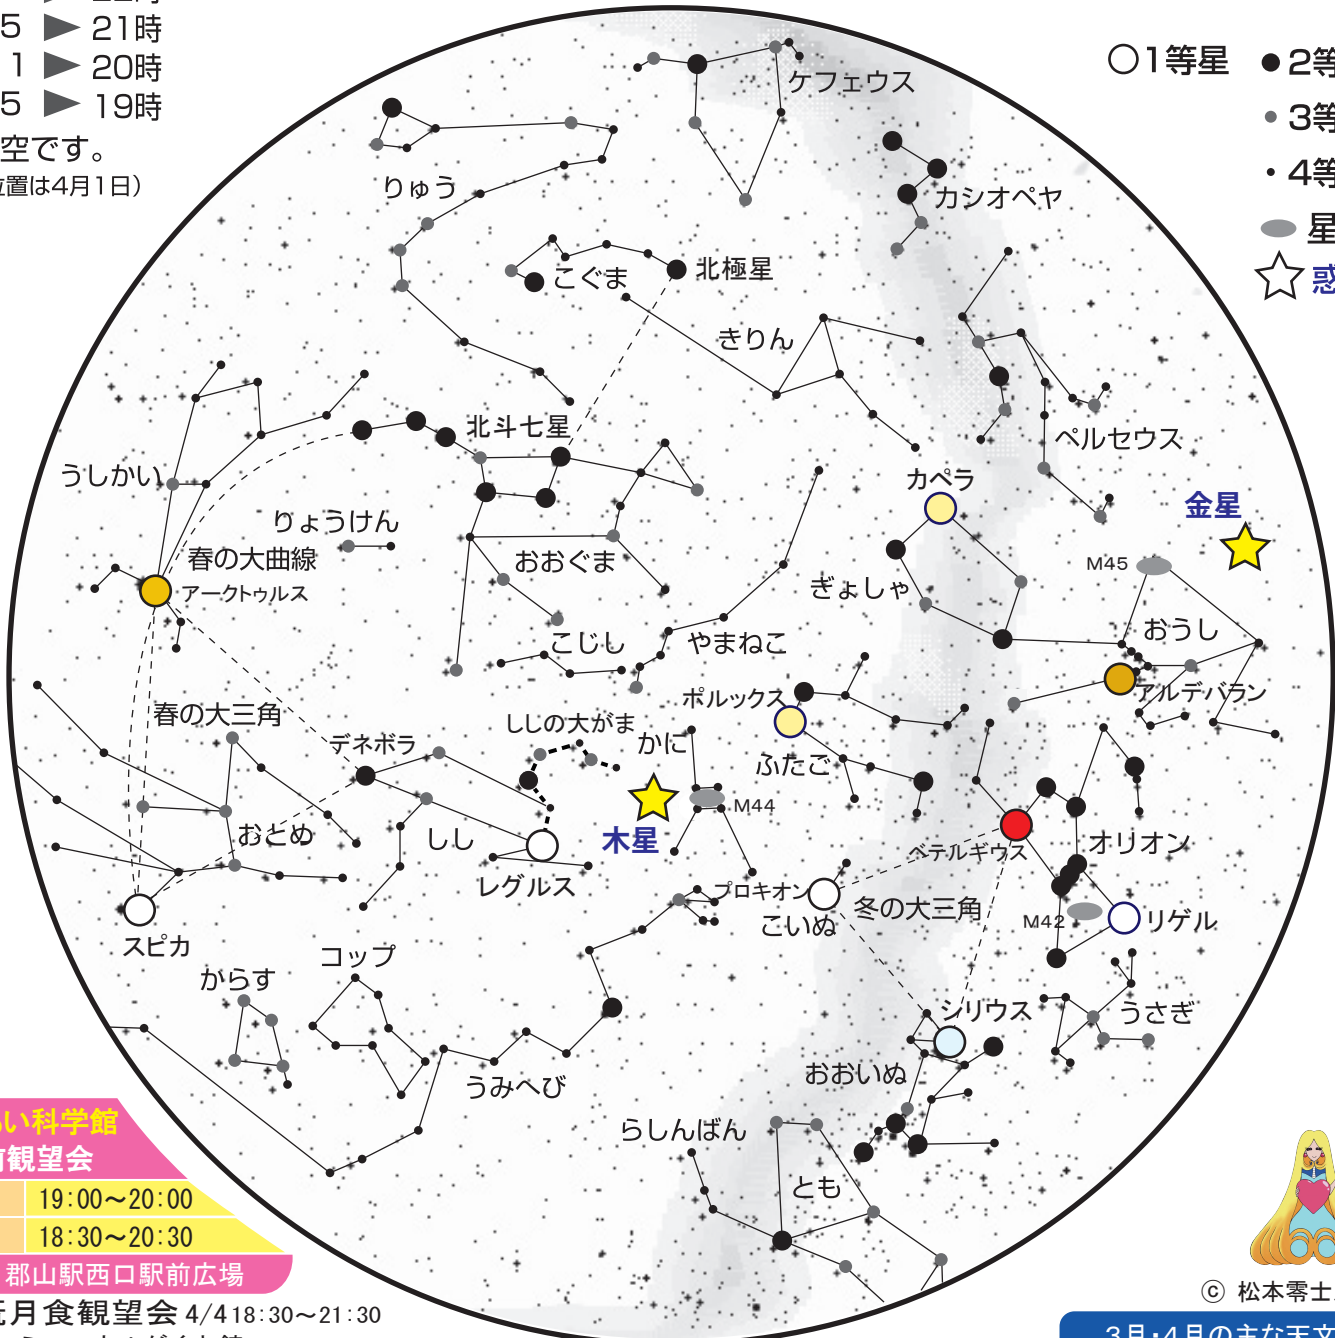 5 ▶ 21時
1 ▶ 20時
5 ▶ 19時
空です。
位置は4月1日）
○1等星 ●2等
●3等
・4等
星
惑
ケフェウス
カシオペヤ
りゅう
こぐま
北極星
きりん
北斗七星
ペルセウス
うしかい
カペラ
金星
りょうけん
春の大曲線
おおぐま
M45
アークトゥルス
ぎょしゃ
こじし
やまねこ
おうし
ポルックス
アルデバラン
春の大三角
ししの大がま
デネボラ
かに
ふたご
M44
おとめ
しし
木星
オリオン
ベテルギウス
レグルス
プロキオン
こいぬ
冬の大三角
M42
リゲル
スピカ
コップ
からす
シリウス
うさぎ
おおいぬ
うみへび
らしんばん
とも
い科学館
前観望会
19:00～20:00
18:30～20:30
郡山駅西口駅前広場
月食観望会 4/4 18:30～21:30
© 松本零士
3月・4月の主な天文